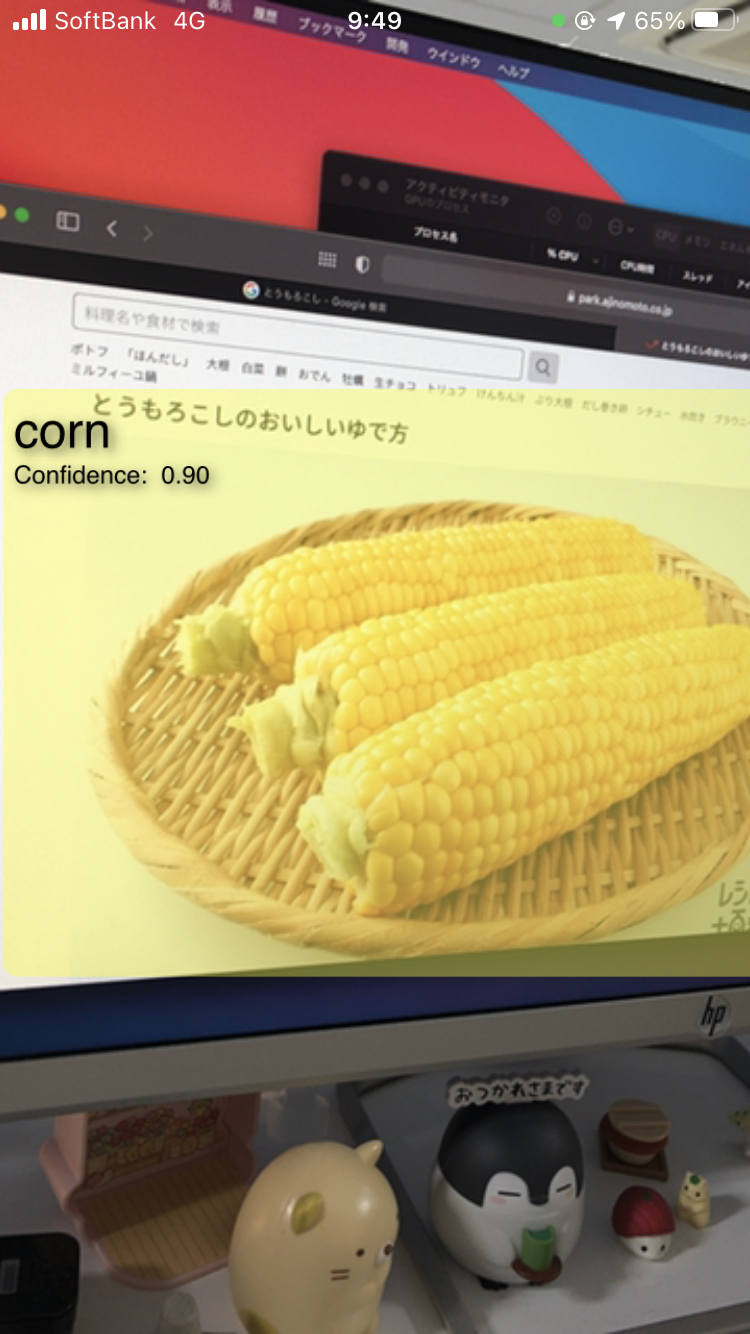 SoftBank 4G 9:49 65%
表示 履歴 ブックマーク 開発 ウインドウ ヘルプ
アクティビティモニタ
GPUのプロセス
プロセス名 % CPU CPU時間 スレッド
CPU メモリ
park.ajinomoto.co.jp
とうもろこし - Google 検索
とうもろこしのおいしいゆ
料理名や食材で検索
ポトフ 「ほんだし」 大根 白菜 餅 おでん 牡蠣 生チョコ トリュフ けんちん汁 ぶり大根 だし巻き卵 シチュー 水炊き ブラウニー
ミルフィーユ鍋
とうもろこしのおいしいゆで方
corn
Confidence: 0.90
hp
おつかれさまです